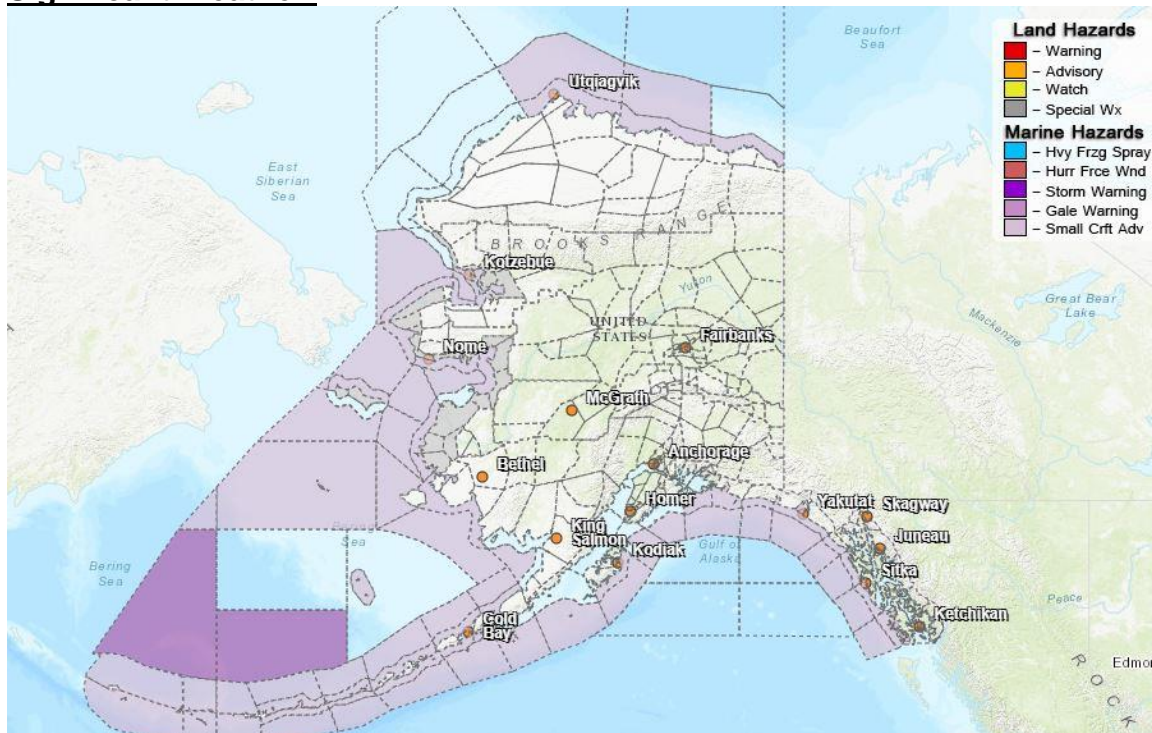 Beaufort
Sea
Land Hazards
– Warning
– Advisory
– Watch
– Special Wx
Marine Hazards
– Hvy Frzg Spray
– Hurr Frce Wnd
– Storm Warning
– Gale Warning
– Small Crft Adv
Utqiagvik
East
Siberian
Sea
BROOKS RANGE
Kotzebue
Yukon
Great Bear
Lake
Mackenzie
UNITED
STATES
Fairbanks
Nome
McGrath
Anchorage
Bethel
Homer
Yakutat
Skagway
King
Salmon
Juneau
Kodiak
Gulf of
Alaska
Bering
Sea
Bering
Sea
Sitka
Peace
Cold
Bay
Ketchikan
Edmon
ROCK